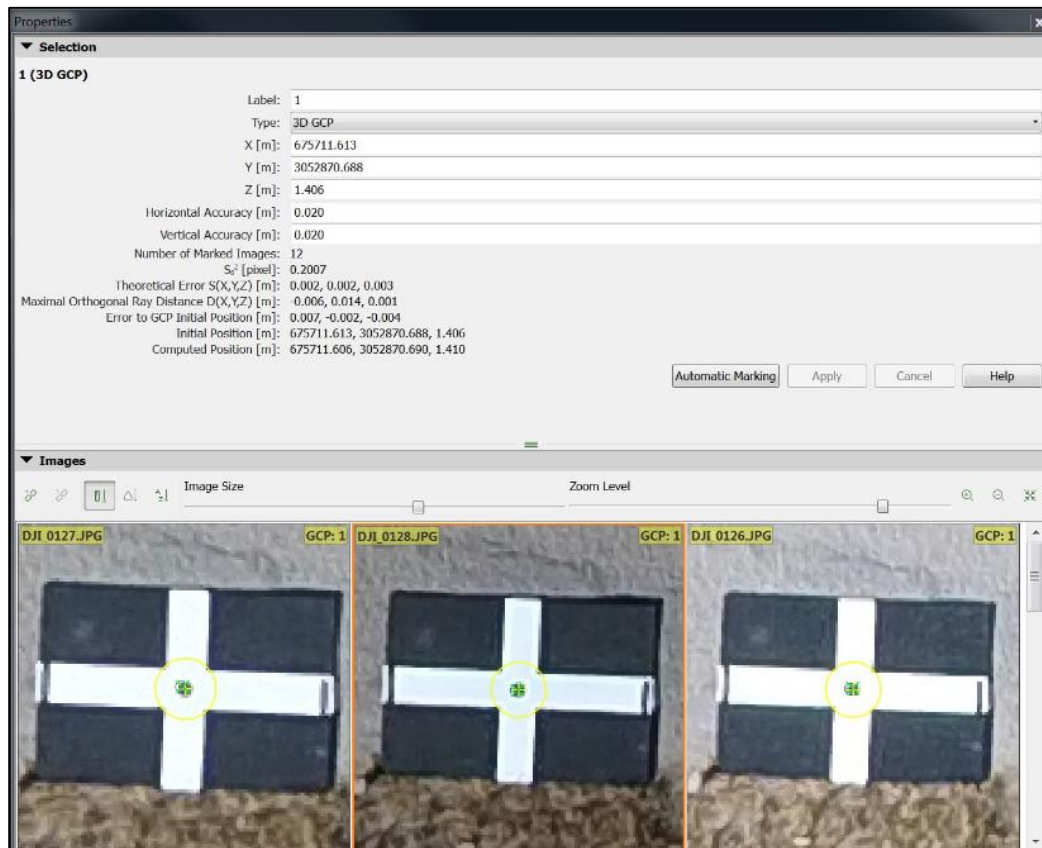 Properties
Selection
1 (3D GCP)
Label: 1
Type: 3D GCP
X [m]: 675711.613
Y [m]: 3052870.688
Z [m]: 1.406
Horizontal Accuracy [m]: 0.020
Vertical Accuracy [m]: 0.020
Number of Marked Images: 12
S₀² [pixel]: 0.2007
Theoretical Error S(X,Y,Z) [m]: 0.002, 0.002, 0.003
Maximal Orthogonal Ray Distance D(X,Y,Z) [m]: -0.006, 0.014, 0.001
Error to GCP Initial Position [m]: 0.007, -0.002, -0.004
Initial Position [m]: 675711.613, 3052870.688, 1.406
Computed Position [m]: 675711.606, 3052870.690, 1.410
Automatic Marking Apply Cancel Help
Images
Image Size Zoom Level
DJI_0127.JPG GCP: 1 DJI_0128.JPG GCP: 1 DJI_0126.JPG GCP: 1